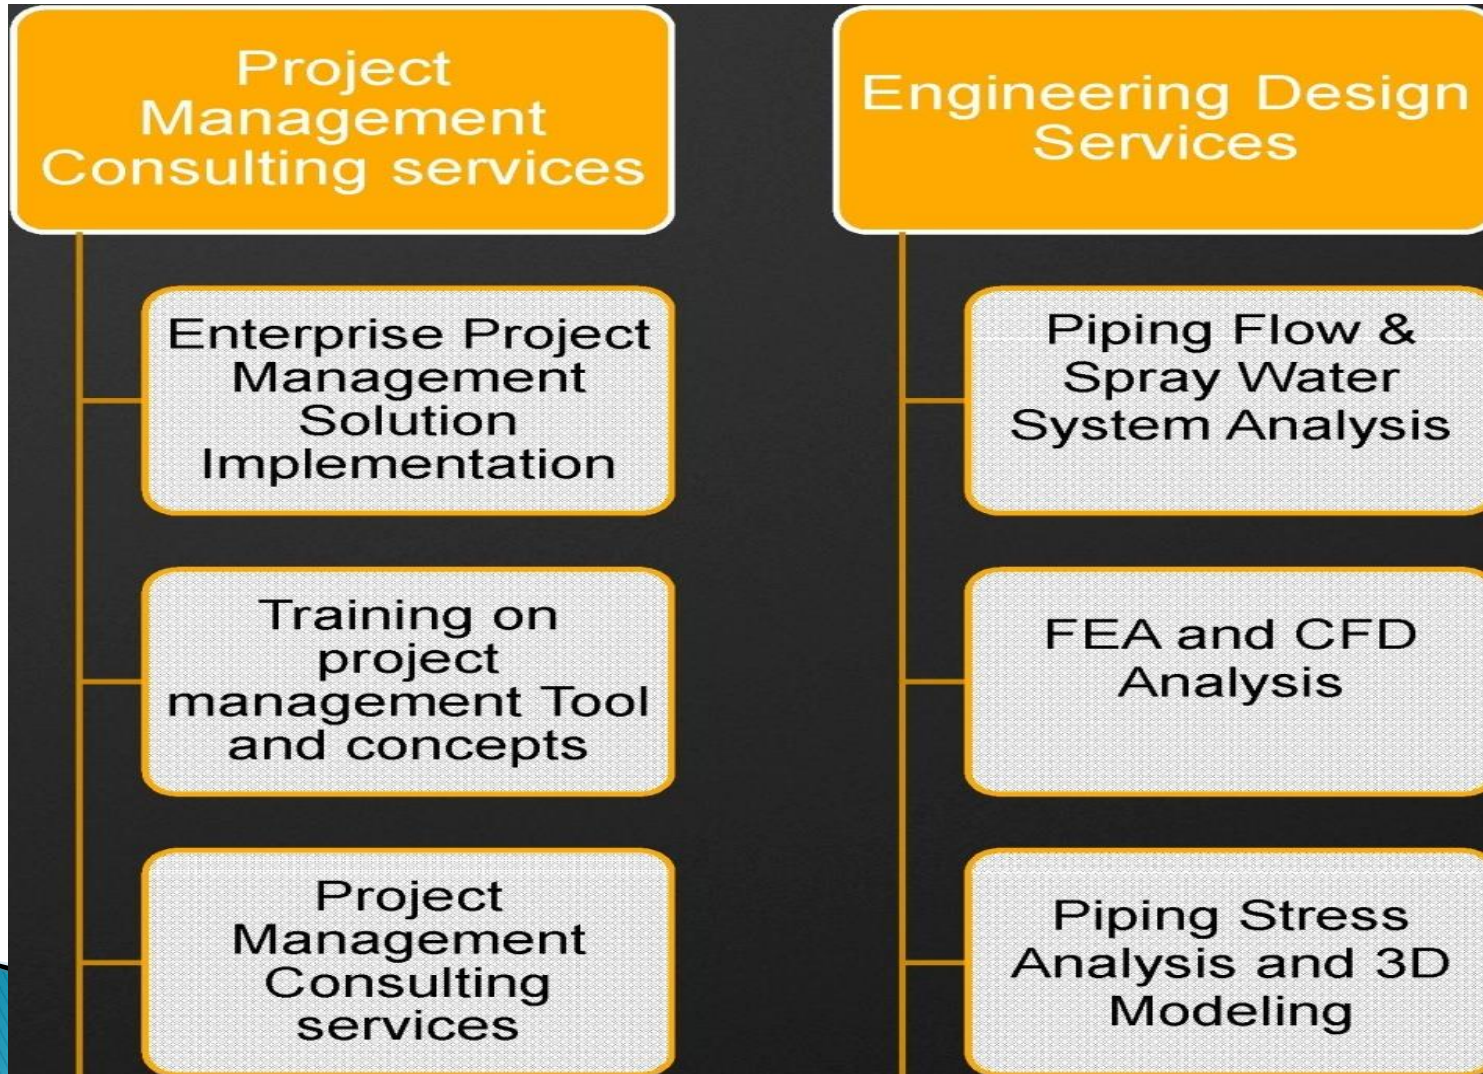 Project
Management
Consulting services
Enterprise Project
Management
Solution
Implementation
Training on
project
management Tool
and concepts
Project
Management
Consulting
services
Engineering Design
Services
Piping Flow &
Spray Water
System Analysis
FEA and CFD
Analysis
Piping Stress
Analysis and 3D
Modeling